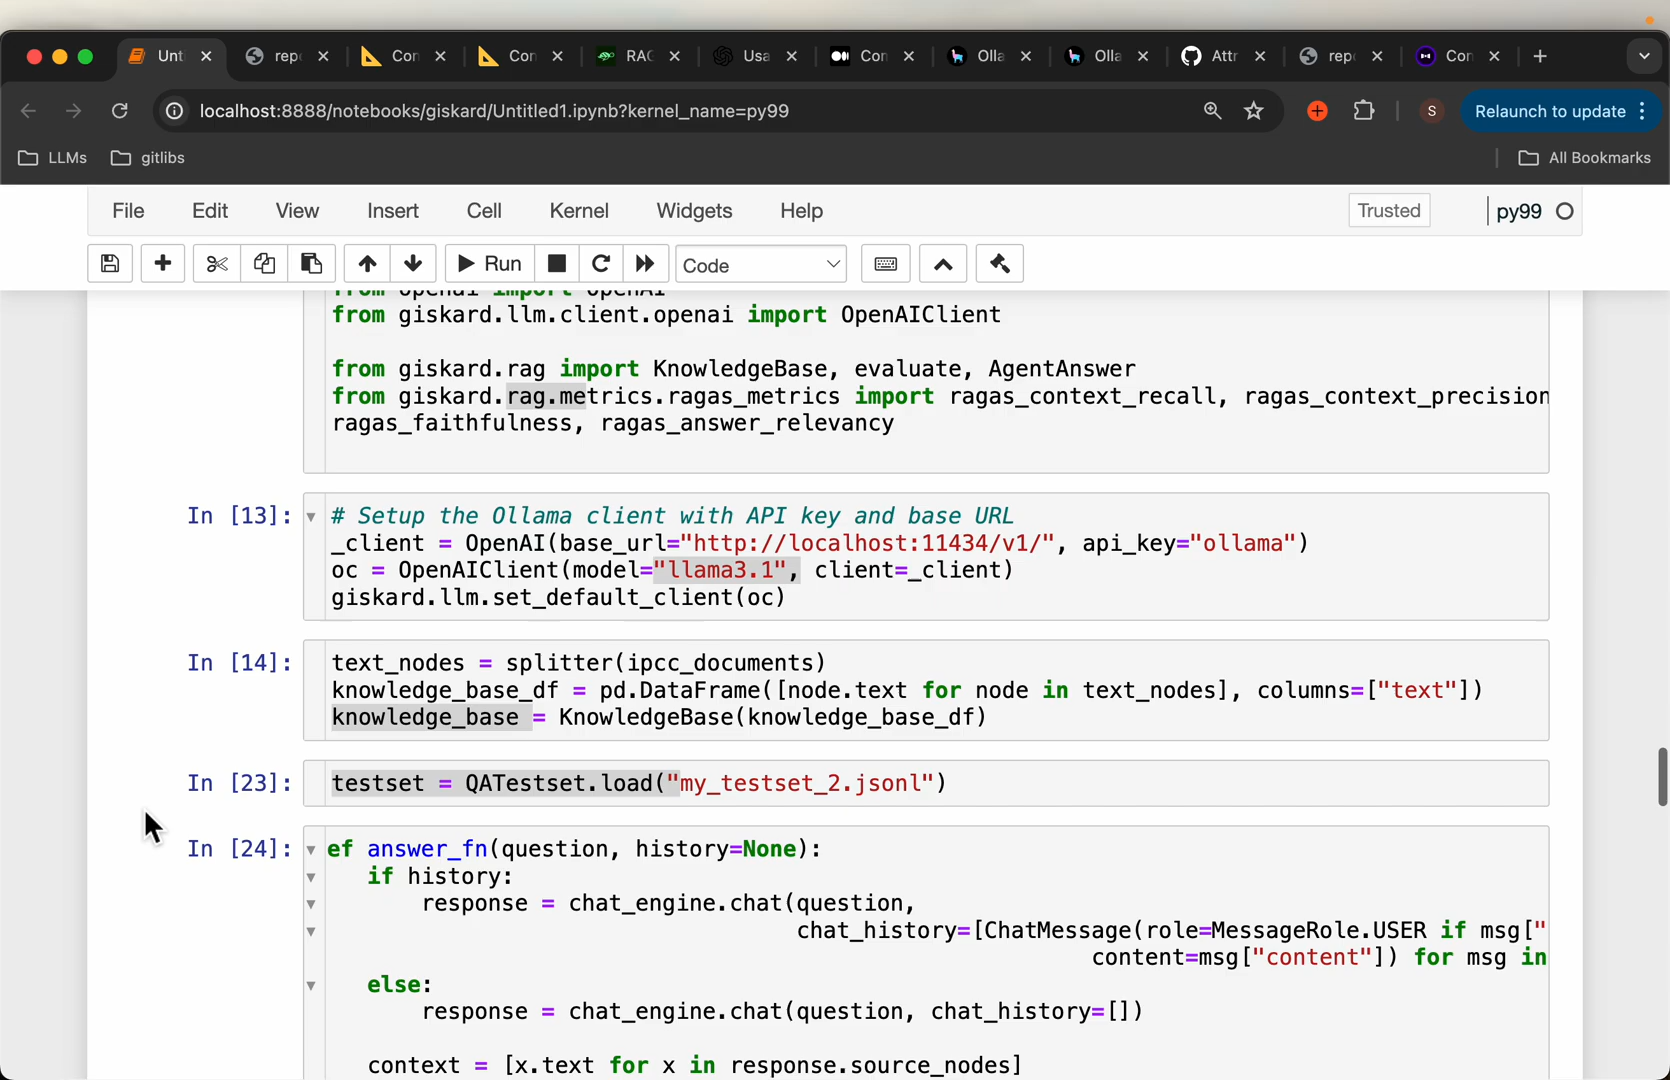 Unti
repo
Con
Con
RAG
Usa
Con
Olla
Olla
Attr
repo
Con
localhost:8888/notebooks/giskard/Untitled1.ipynb?kernel_name=py99
S
Relaunch to update
LLMs
gitlibs
All Bookmarks
File Edit View Insert Cell Kernel Widgets Help
Trusted
py99
Run
Code
from openai import OpenAI
from giskard.llm.client.openai import OpenAIClient
from giskard.rag import KnowledgeBase, evaluate, AgentAnswer
from giskard.rag.metrics.ragas_metrics import ragas_context_recall, ragas_context_precision
ragas_faithfulness, ragas_answer_relevancy
In [13]:
# Setup the Ollama client with API key and base URL
_client = OpenAI(base_url="http://localhost:11434/v1/", api_key="ollama")
oc = OpenAIClient(model="llama3.1", client=_client)
giskard.llm.set_default_client(oc)
In [14]:
text_nodes = splitter(ipcc_documents)
knowledge_base_df = pd.DataFrame([node.text for node in text_nodes], columns=["text"])
knowledge_base = KnowledgeBase(knowledge_base_df)
In [23]:
testset = QATestset.load("my_testset_2.jsonl")
In [24]:
ef answer_fn(question, history=None):
if history:
response = chat_engine.chat(question,
chat_history=[ChatMessage(role=MessageRole.USER if msg["
content=msg["content"]) for msg in
else:
response = chat_engine.chat(question, chat_history=[])
context = [x.text for x in response.source_nodes]